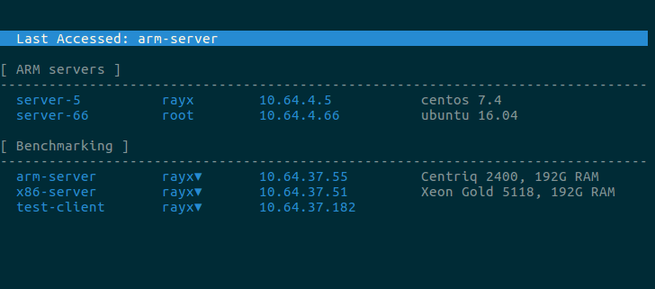 Last Accessed: arm-server
[ ARM servers ]
--------------------------------------------------------------------------------
server-5 rayx 10.64.4.5 centos 7.4
server-66 root 10.64.4.66 ubuntu 16.04
[ Benchmarking ]
--------------------------------------------------------------------------------
arm-server rayx▼ 10.64.37.55 Centriq 2400, 192G RAM
x86-server rayx▼ 10.64.37.51 Xeon Gold 5118, 192G RAM
test-client rayx▼ 10.64.37.182